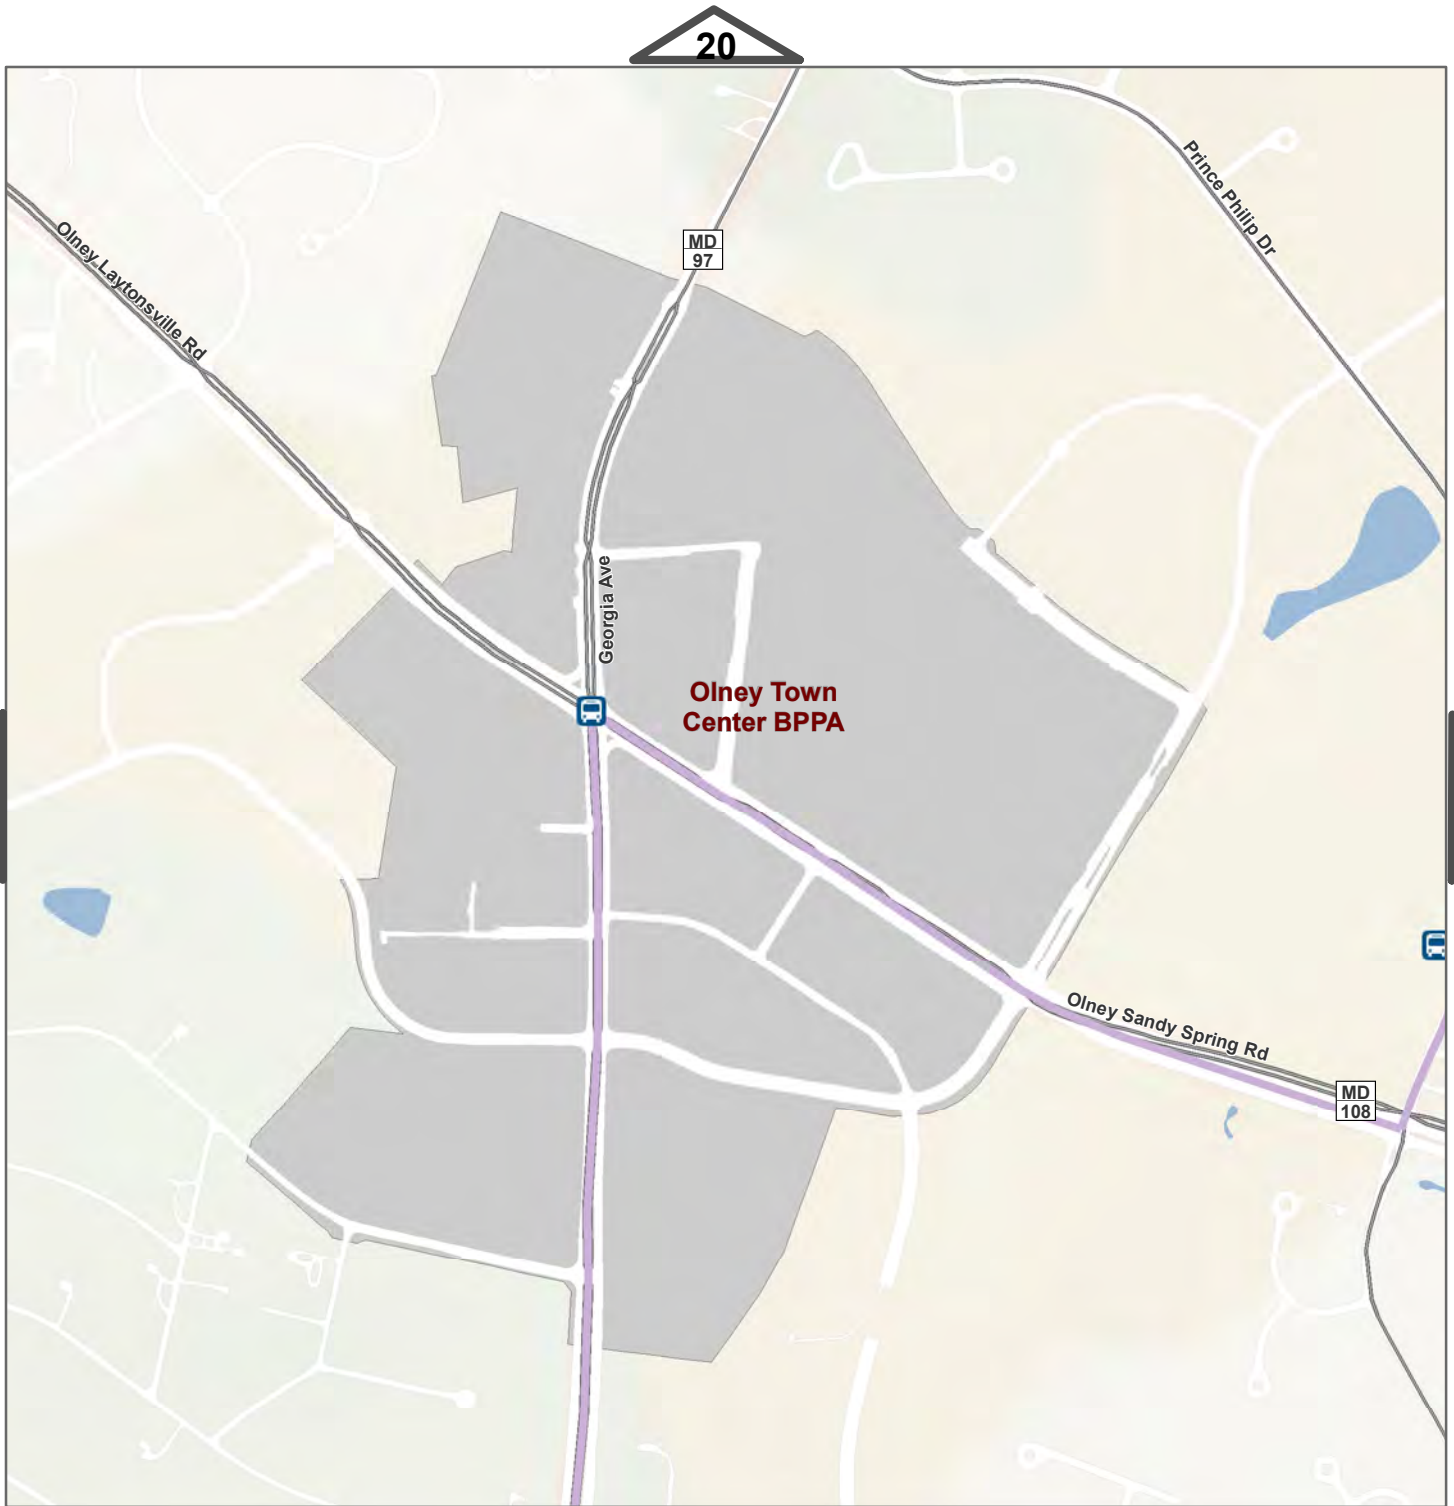 20
Prince Philip Dr
Olney Laytonsville Rd
MD
97
Georgia Ave
Olney Town
Center BPPA
Olney Sandy Spring Rd
MD
108